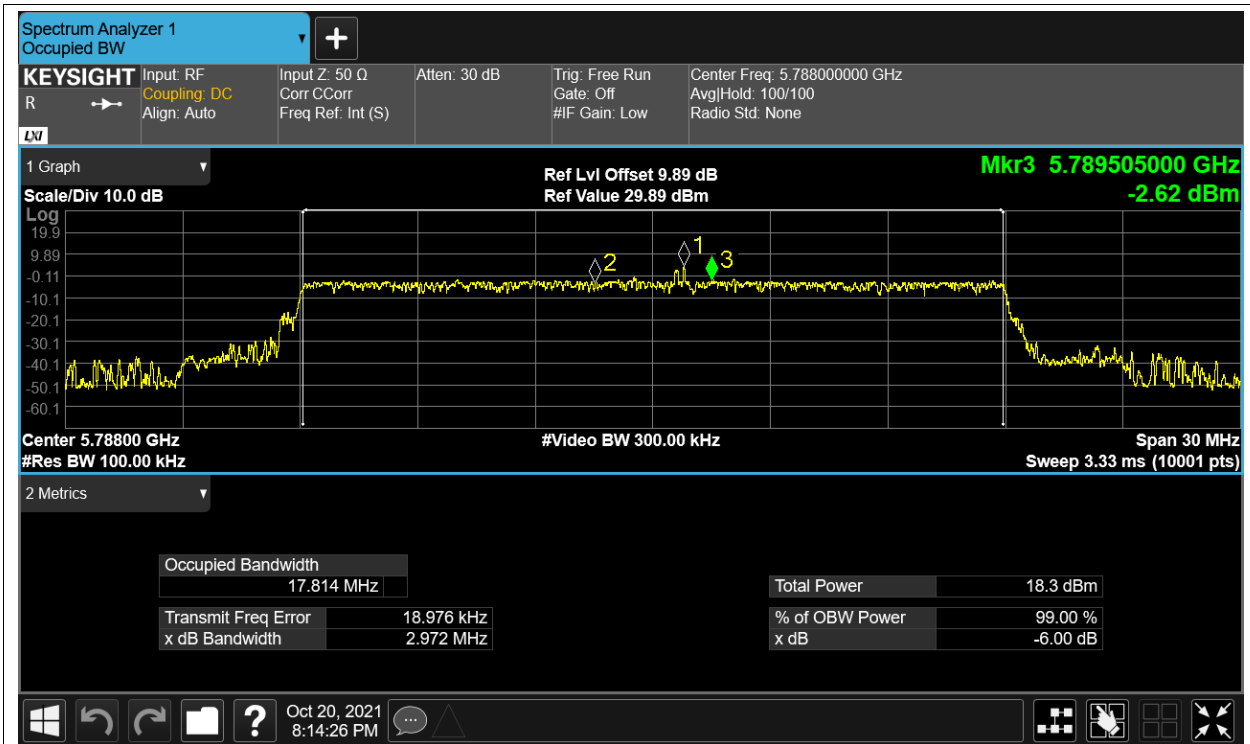 Spectrum Analyzer 1
Occupied BW
KEYSIGHT
R
LXI
Input: RF
Coupling: DC
Align: Auto
Input Z: 50 Ω
Corr CCorr
Freq Ref: Int (S)
Atten: 30 dB
Trig: Free Run
Gate: Off
#IF Gain: Low
Center Freq: 5.788000000 GHz
Avg|Hold: 100/100
Radio Std: None
1 Graph
Scale/Div 10.0 dB
Ref Lvl Offset 9.89 dB
Ref Value 29.89 dBm
Mkr3 5.789505000 GHz
-2.62 dBm
Log
19.9
9.89
-0.11
-10.1
-20.1
-30.1
-40.1
-50.1
-60.1
2
1
3
Center 5.78800 GHz
#Res BW 100.00 kHz
#Video BW 300.00 kHz
Span 30 MHz
Sweep 3.33 ms (10001 pts)
2 Metrics
Occupied Bandwidth
17.814 MHz
Transmit Freq Error 18.976 kHz
x dB Bandwidth 2.972 MHz
Total Power 18.3 dBm
% of OBW Power 99.00 %
x dB -6.00 dB
?
Oct 20, 2021
8:14:26 PM